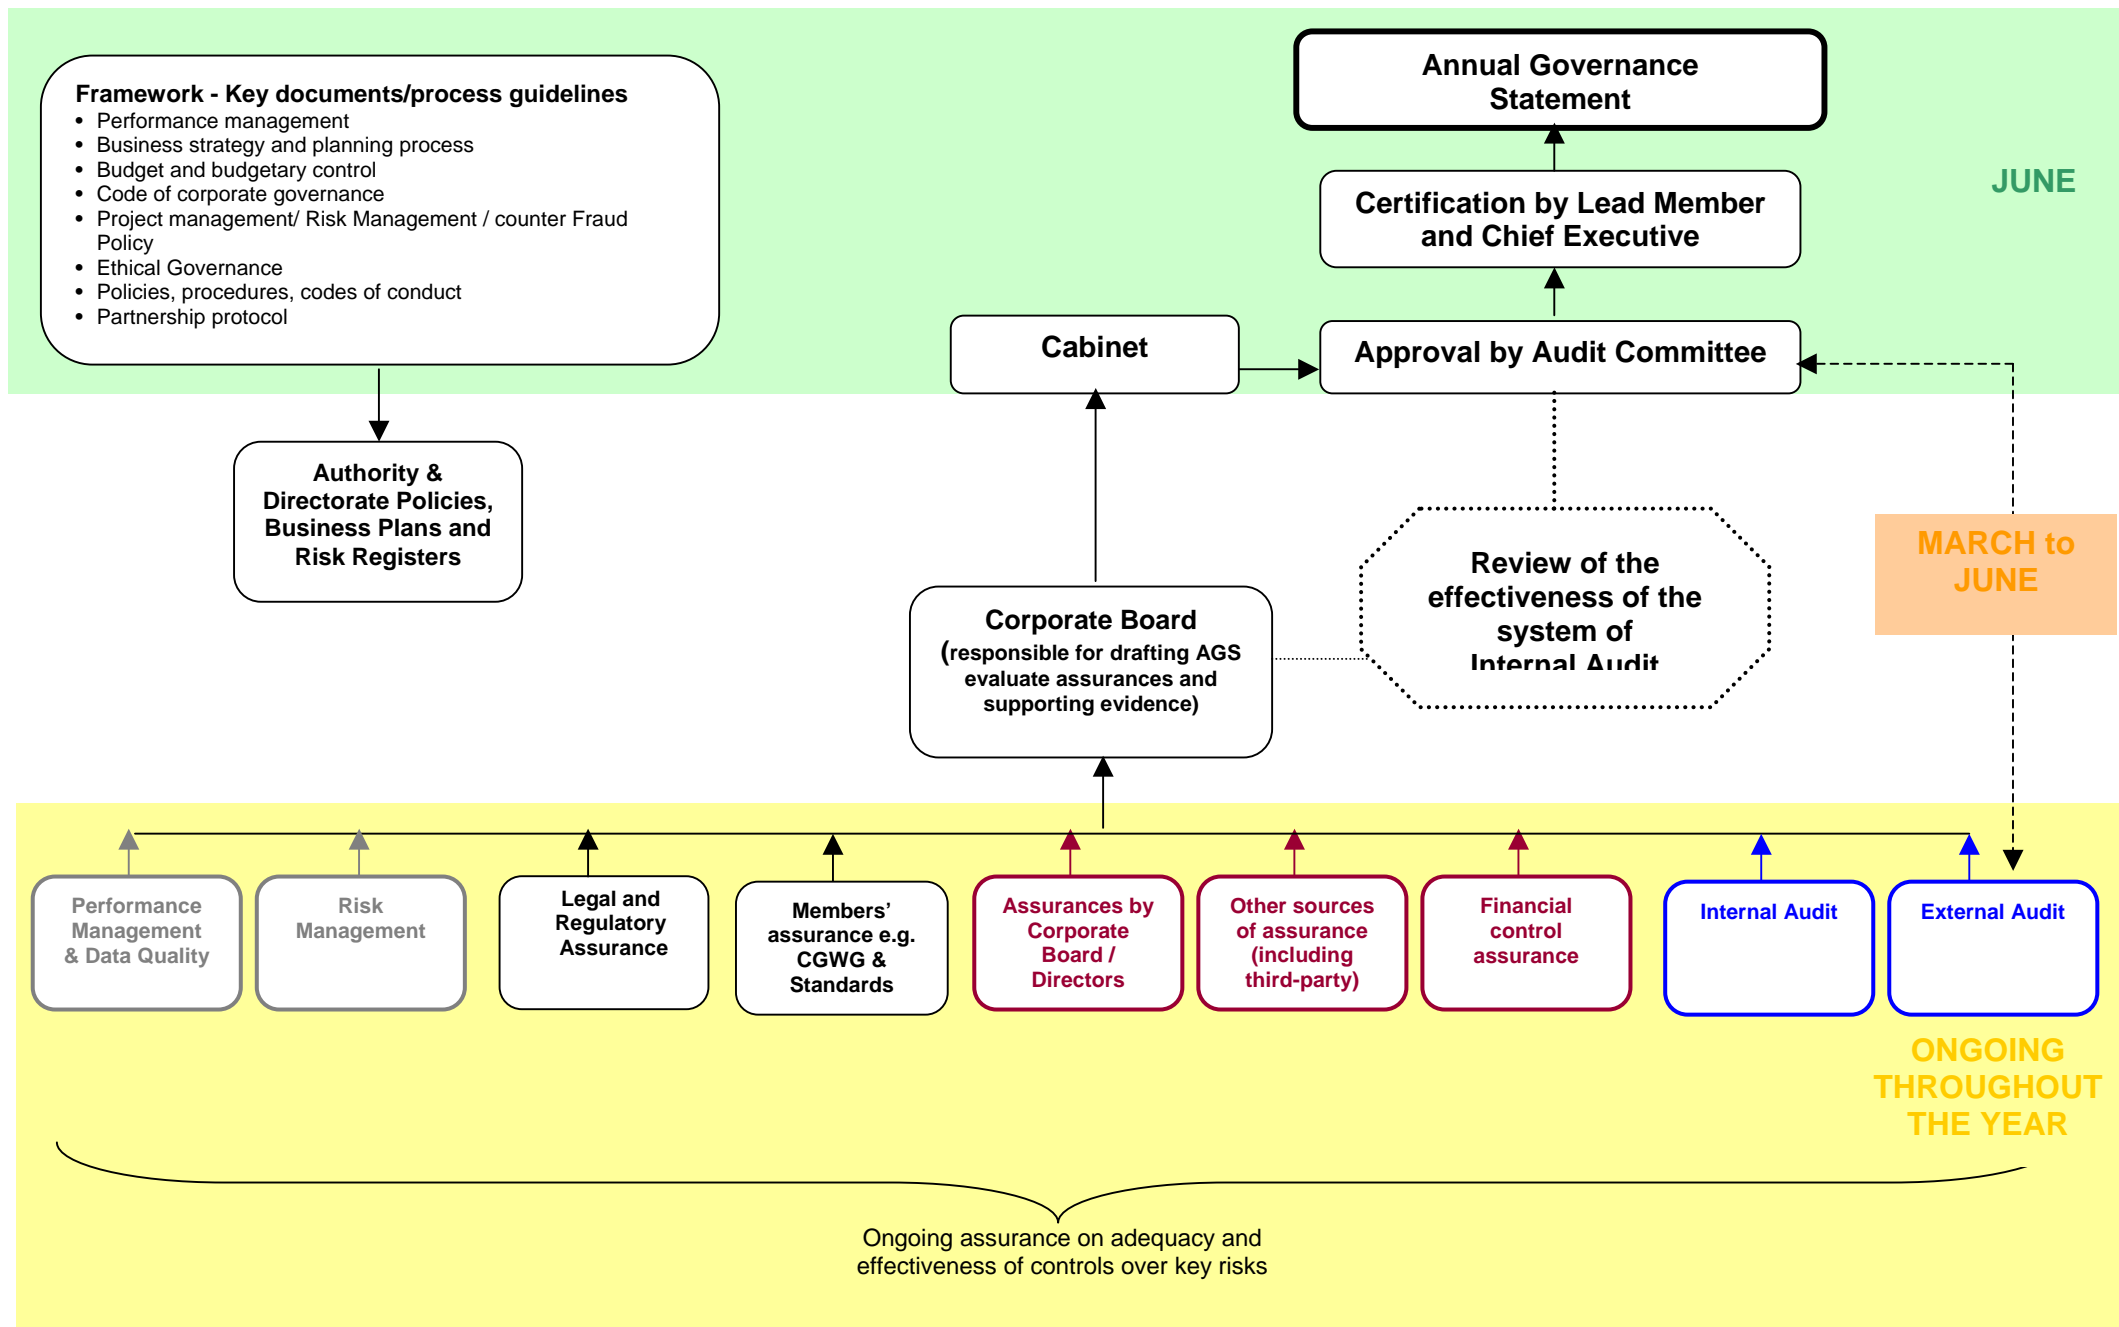 Framework - Key documents/process guidelines
• Performance management
• Business strategy and planning process
• Budget and budgetary control
• Code of corporate governance
• Project management/ Risk Management / counter Fraud
Policy
• Ethical Governance
• Policies, procedures, codes of conduct
• Partnership protocol
Annual Governance
Statement
JUNE
Certification by Lead Member
and Chief Executive
Cabinet
Approval by Audit Committee
Authority &
Directorate Policies,
Business Plans and
Risk Registers
MARCH to
JUNE
Review of the
effectiveness of the
system of
Internal Audit
Corporate Board
(responsible for drafting AGS
evaluate assurances and
supporting evidence)
Performance
Management
& Data Quality
Risk
Management
Legal and
Regulatory
Assurance
Members’
assurance e.g.
CGWG &
Standards
Assurances by
Corporate
Board /
Directors
Other sources
of assurance
(including
third-party)
Financial
control
assurance
Internal Audit
External Audit
ONGOING
THROUGHOUT
THE YEAR
Ongoing assurance on adequacy and
effectiveness of controls over key risks